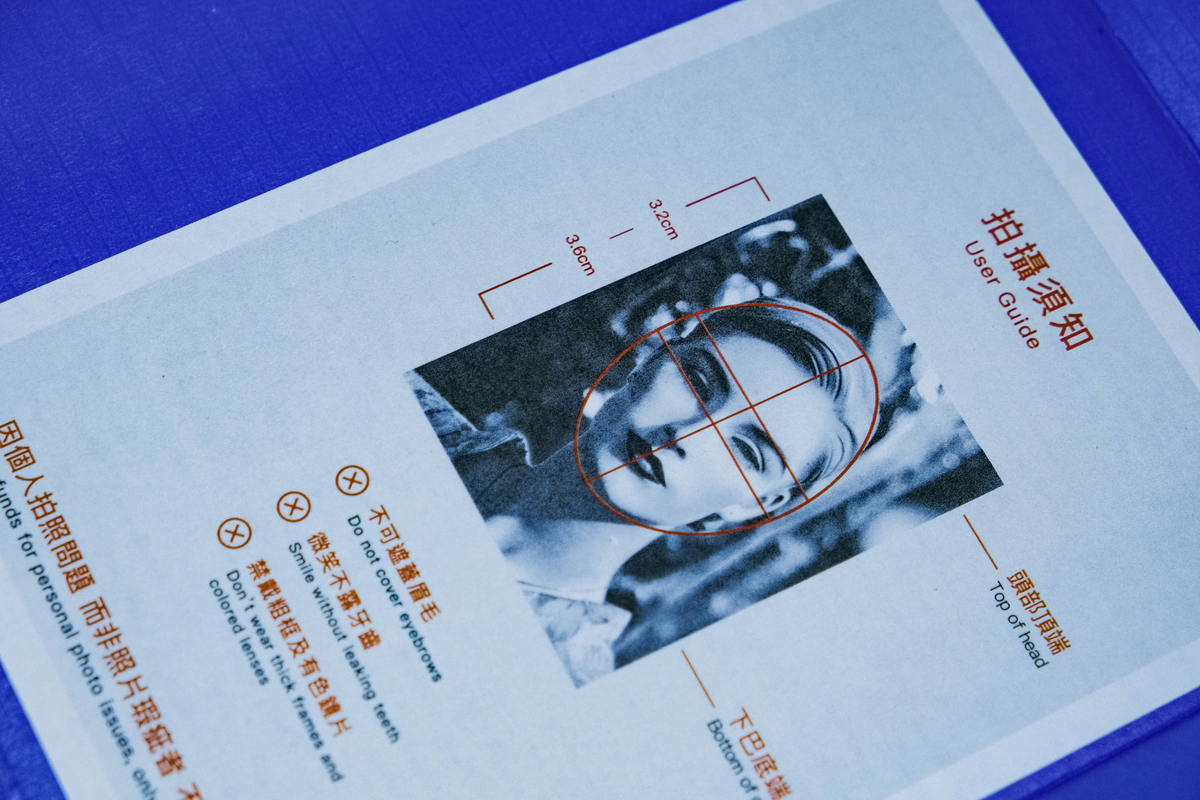 拍攝須知
User Guide
3.2cm
3.6cm
頭部頂端
Top of head
下巴底端
Bottom of
不可遮蓋眉毛
Do not cover eyebrows
微笑不露牙齒
Smile without leaking teeth
禁戴粗框及有色鏡片
Don't wear thick frames and
colored lenses
因個人拍照問題 而非照片瑕疵者 不
funds for personal photo issues, only